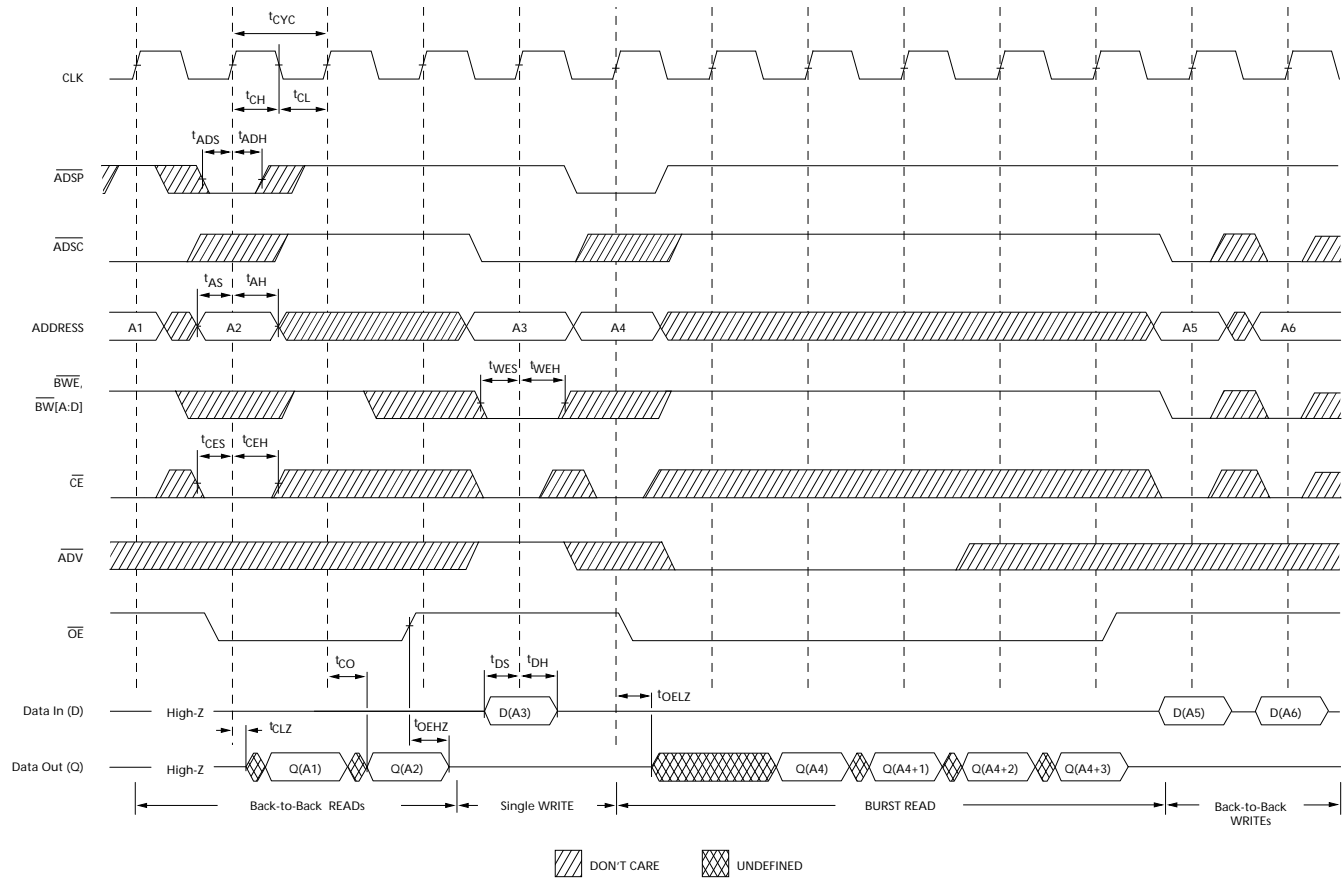 tCYC
CLK
tCH
tCL
tADS
tADH
ADSP
ADSC
tAS
tAH
ADDRESS
A1
A2
A3
A4
A5
A6
BWE,
BW[A:D]
tWES
tWEH
tCES
tCEH
CE
ADV
OE
tCO
tDS
tDH
tOELZ
Data In (D)
High-Z
D(A3)
D(A5)
D(A6)
tCLZ
tOEHZ
Data Out (Q)
High-Z
Q(A1)
Q(A2)
Q(A4)
Q(A4+1)
Q(A4+2)
Q(A4+3)
Back-to-Back READs
Single WRITE
BURST READ
Back-to-Back
WRITEs
DON'T CARE
UNDEFINED